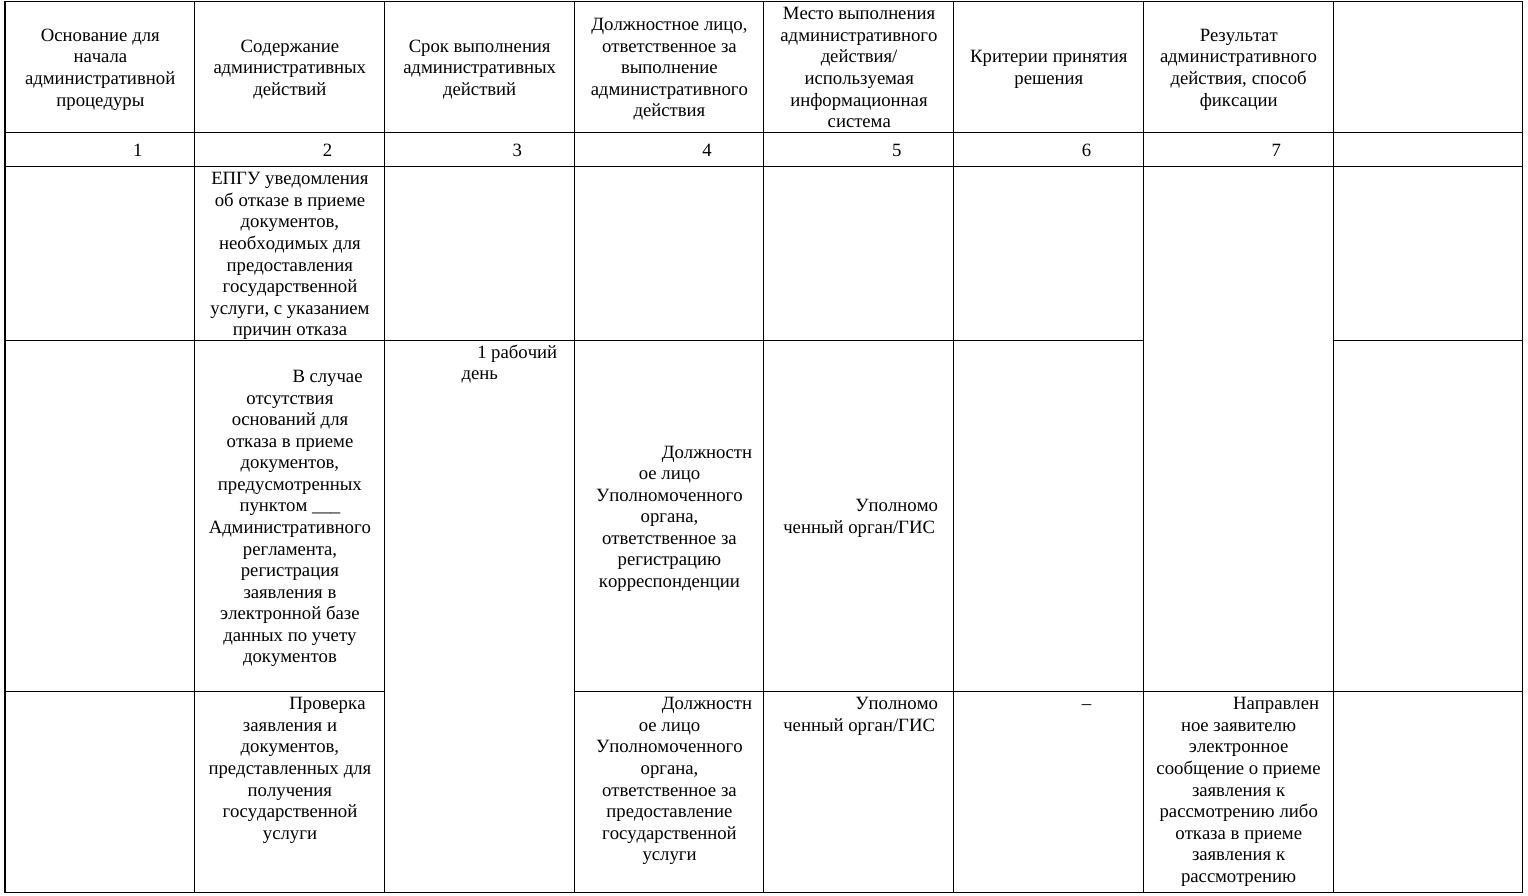 Основание для
начала
административной
процедуры
Содержание
административных
действий
Срок выполнения
административных
действий
Должностное лицо,
ответственное за
выполнение
административного
действия
Место выполнения
административного
действия/
используемая
информационная
система
Критерии принятия
решения
Результат
административного
действия, способ
фиксации
1
2
3
4
5
6
7
ЕПГУ уведомления
об отказе в приеме
документов,
необходимых для
предоставления
государственной
услуги, с указанием
причин отказа
В случае
отсутствия
оснований для
отказа в приеме
документов,
предусмотренных
пунктом ___
Административного
регламента,
регистрация
заявления в
электронной базе
данных по учету
документов
1 рабочий
день
Должностн
ое лицо
Уполномоченного
органа,
ответственное за
регистрацию
корреспонденции
Уполномо
ченный орган/ГИС
Проверка
заявления и
документов,
представленных для
получения
государственной
услуги
Должностн
ое лицо
Уполномоченного
органа,
ответственное за
предоставление
государственной
услуги
Уполномо
ченный орган/ГИС
–
Направлен
ное заявителю
электронное
сообщение о приеме
заявления к
рассмотрению либо
отказа в приеме
заявления к
рассмотрению